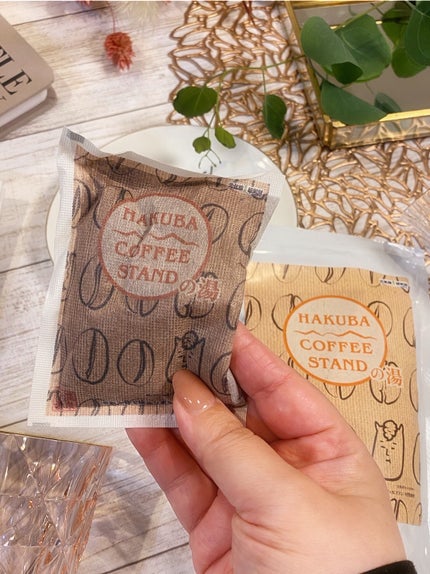 HAKUBA
COFFEE
STAND
の湯
HAKUBA
COFFEE
STAND
の湯